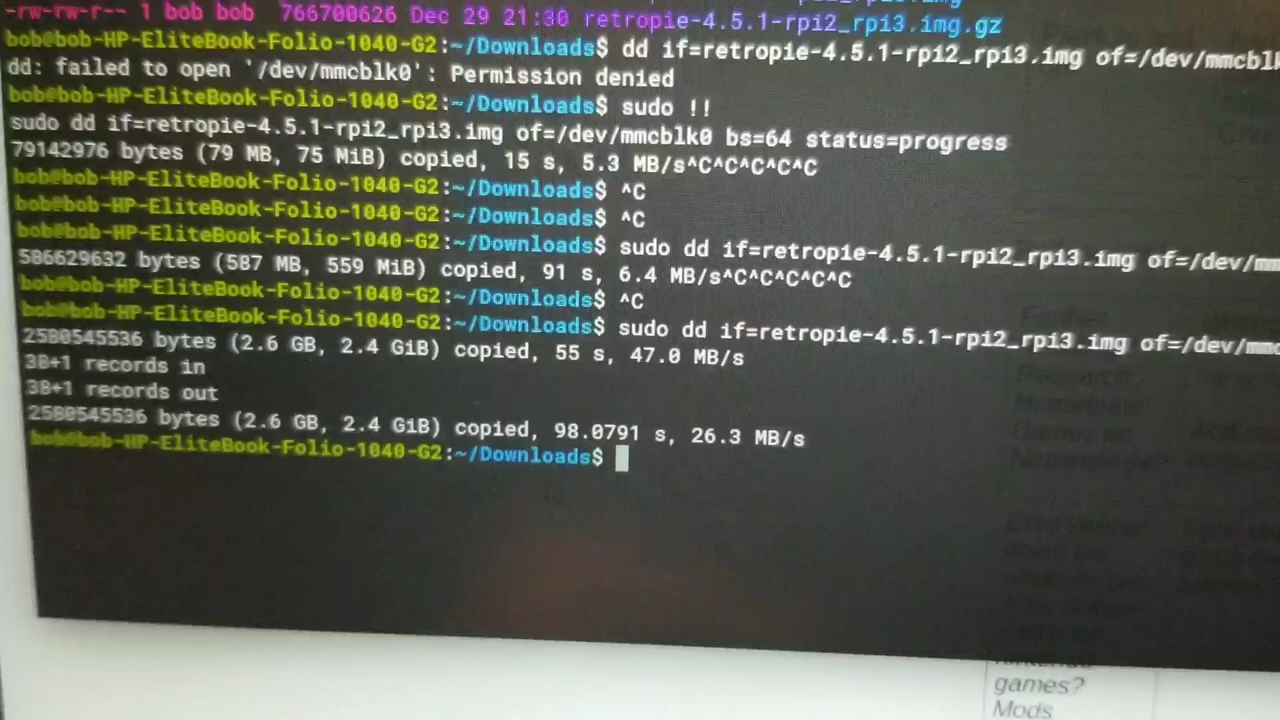 -rw-rw-r-- 1 bob bob 766700626 Dec 29 21:30 retropie-4.5.1-rpi2_rpi3.img.gz
bob@bob-HP-EliteBook-Folio-1040-G2:~/Downloads$ dd if=retropie-4.5.1-rpi2_rpi3.img of=/dev/mmcbl
dd: failed to open '/dev/mmcblk0': Permission denied
bob@bob-HP-EliteBook-Folio-1040-G2:~/Downloads$ sudo !!
sudo dd if=retropie-4.5.1-rpi2_rpi3.img of=/dev/mmcblk0 bs=64 status=progress
79142976 bytes (79 MB, 75 MiB) copied, 15 s, 5.3 MB/s^C^C^C^C^C
bob@bob-HP-EliteBook-Folio-1040-G2:~/Downloads$ ^C
bob@bob-HP-EliteBook-Folio-1040-G2:~/Downloads$ ^C
bob@bob-HP-EliteBook-Folio-1040-G2:~/Downloads$ sudo dd if=retropie-4.5.1-rpi2_rpi3.img of=/dev/mm
586629632 bytes (587 MB, 559 MiB) copied, 91 s, 6.4 MB/s^C^C^C^C^C
bob@bob-HP-EliteBook-Folio-1040-G2:~/Downloads$ ^C
bob@bob-HP-EliteBook-Folio-1040-G2:~/Downloads$ sudo dd if=retropie-4.5.1-rpi2_rpi3.img of=/dev/mmc
2580545536 bytes (2.6 GB, 2.4 GiB) copied, 55 s, 47.0 MB/s
38+1 records in
38+1 records out
2580545536 bytes (2.6 GB, 2.4 GiB) copied, 98.0791 s, 26.3 MB/s
bob@bob-HP-EliteBook-Folio-1040-G2:~/Downloads$
games?
Mods